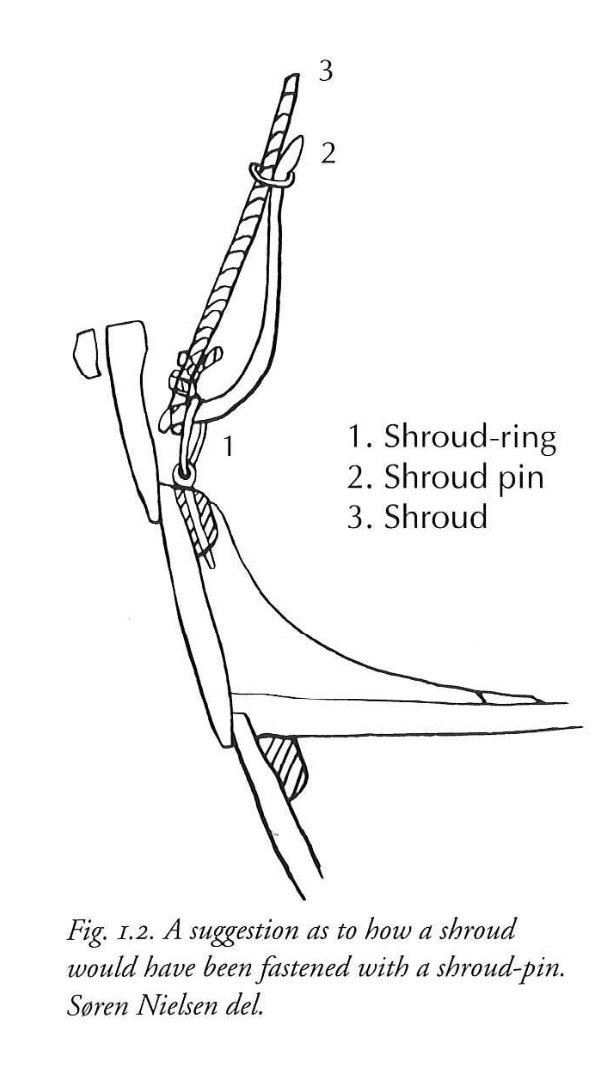 3
2
1
1. Shroud-ring
2. Shroud pin
3. Shroud
Fig. 1.2. A suggestion as to how a shroud
would have been fastened with a shroud-pin.
Søren Nielsen del.